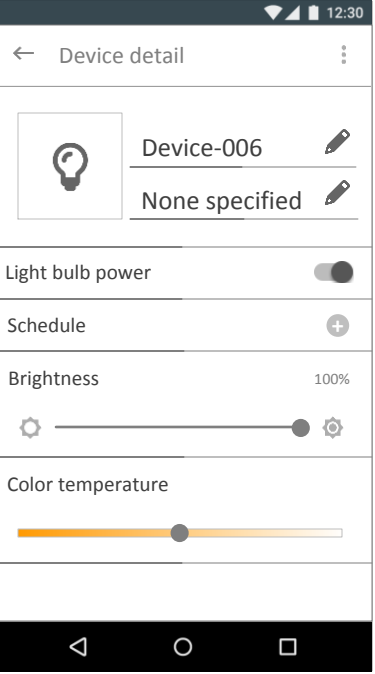 12:30
Device detail
Device-006
None specified
Light bulb power
Schedule
Brightness 100%
Color temperature